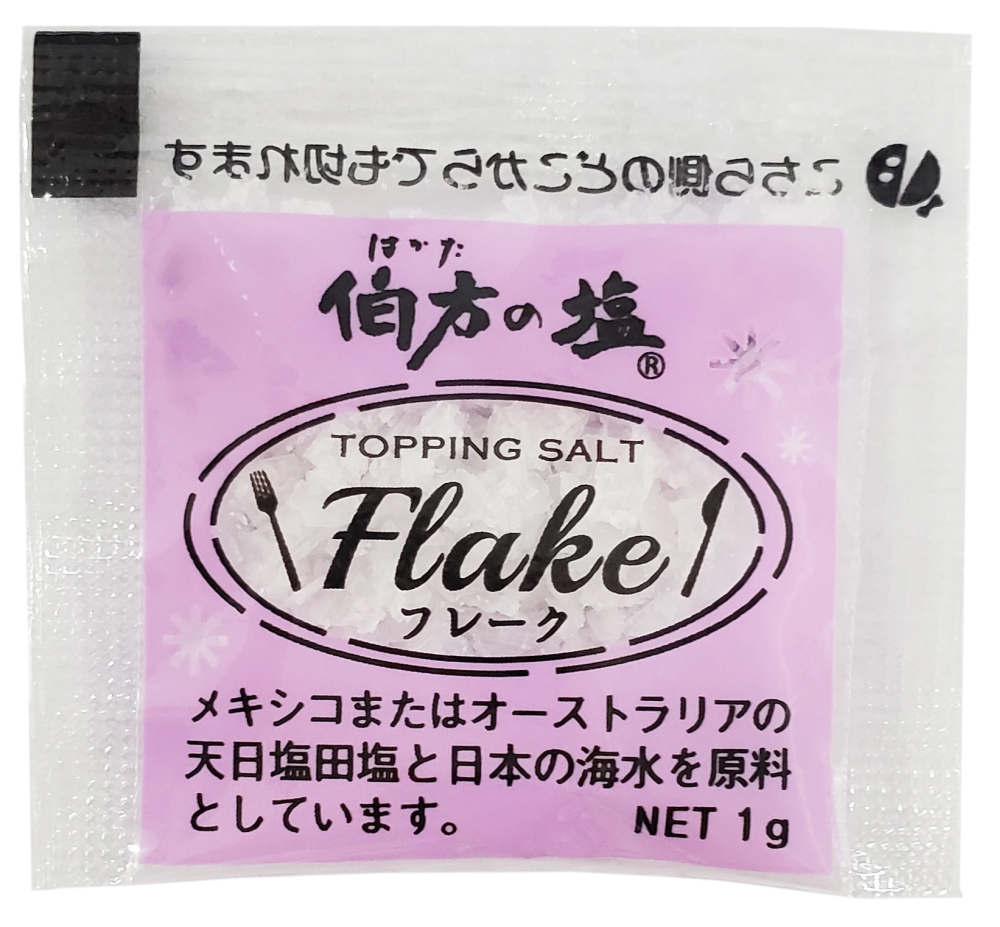 こちら側のどこからでも切れます
はかた
伯方の塩®
TOPPING SALT
Flake
フレーク
メキシコまたはオーストラリアの
天日塩田塩と日本の海水を原料
としています。 NET 1g